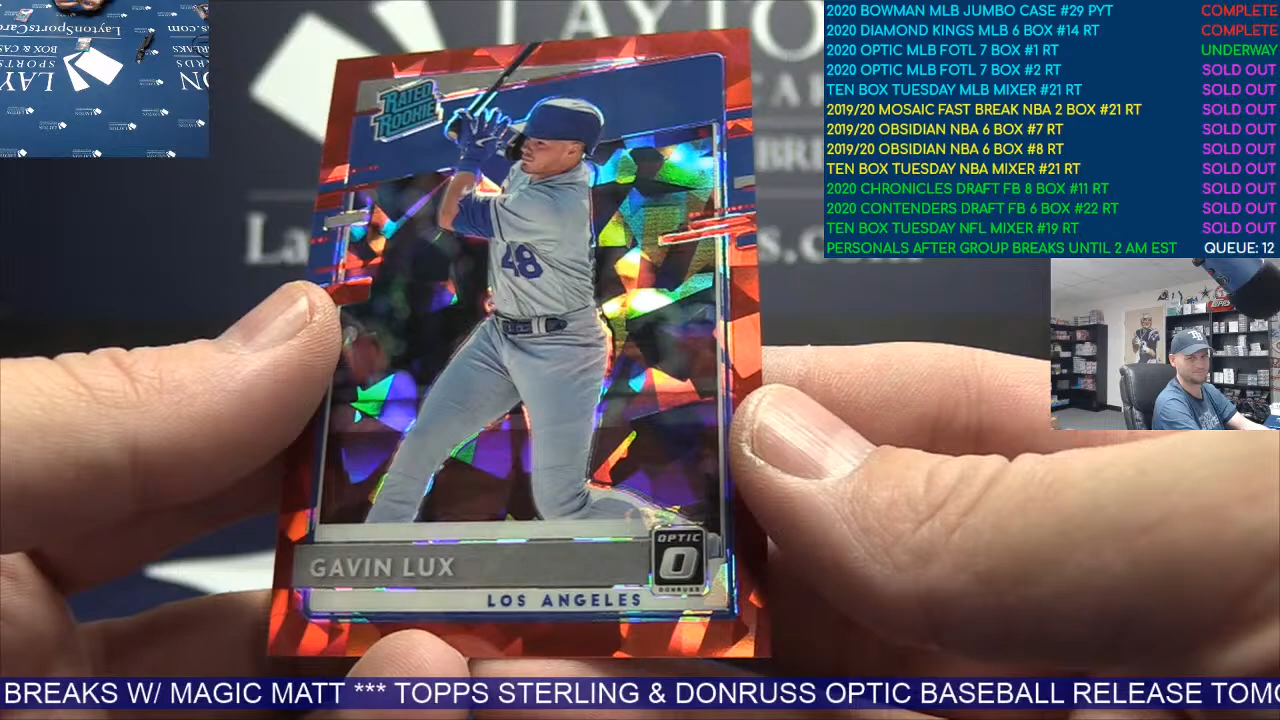 LaytonSportsCards.com
BOX & CASE
LAYTON
2020 BOWMAN MLB JUMBO CASE #29 PYT COMPLETE
2020 DIAMOND KINGS MLB 6 BOX #14 RT COMPLETE
2020 OPTIC MLB FOTL 7 BOX #1 RT UNDERWAY
2020 OPTIC MLB FOTL 7 BOX #2 RT SOLD OUT
TEN BOX TUESDAY MLB MIXER #21 RT SOLD OUT
2019/20 MOSAIC FAST BREAK NBA 2 BOX #21 RT SOLD OUT
2019/20 OBSIDIAN NBA 6 BOX #7 RT SOLD OUT
2019/20 OBSIDIAN NBA 6 BOX #8 RT SOLD OUT
TEN BOX TUESDAY NBA MIXER #21 RT SOLD OUT
2020 CHRONICLES DRAFT FB 8 BOX #11 RT SOLD OUT
2020 CONTENDERS DRAFT FB 6 BOX #22 RT SOLD OUT
TEN BOX TUESDAY NFL MIXER #19 RT SOLD OUT
PERSONALS AFTER GROUP BREAKS UNTIL 2 AM EST QUEUE: 12
RATED
ROOKIE
48
GAVIN LUX
OPTIC
DONRUSS
LOS ANGELES
BREAKS W/ MAGIC MATT *** TOPPS STERLING & DONRUSS OPTIC BASEBALL RELEASE TOMO